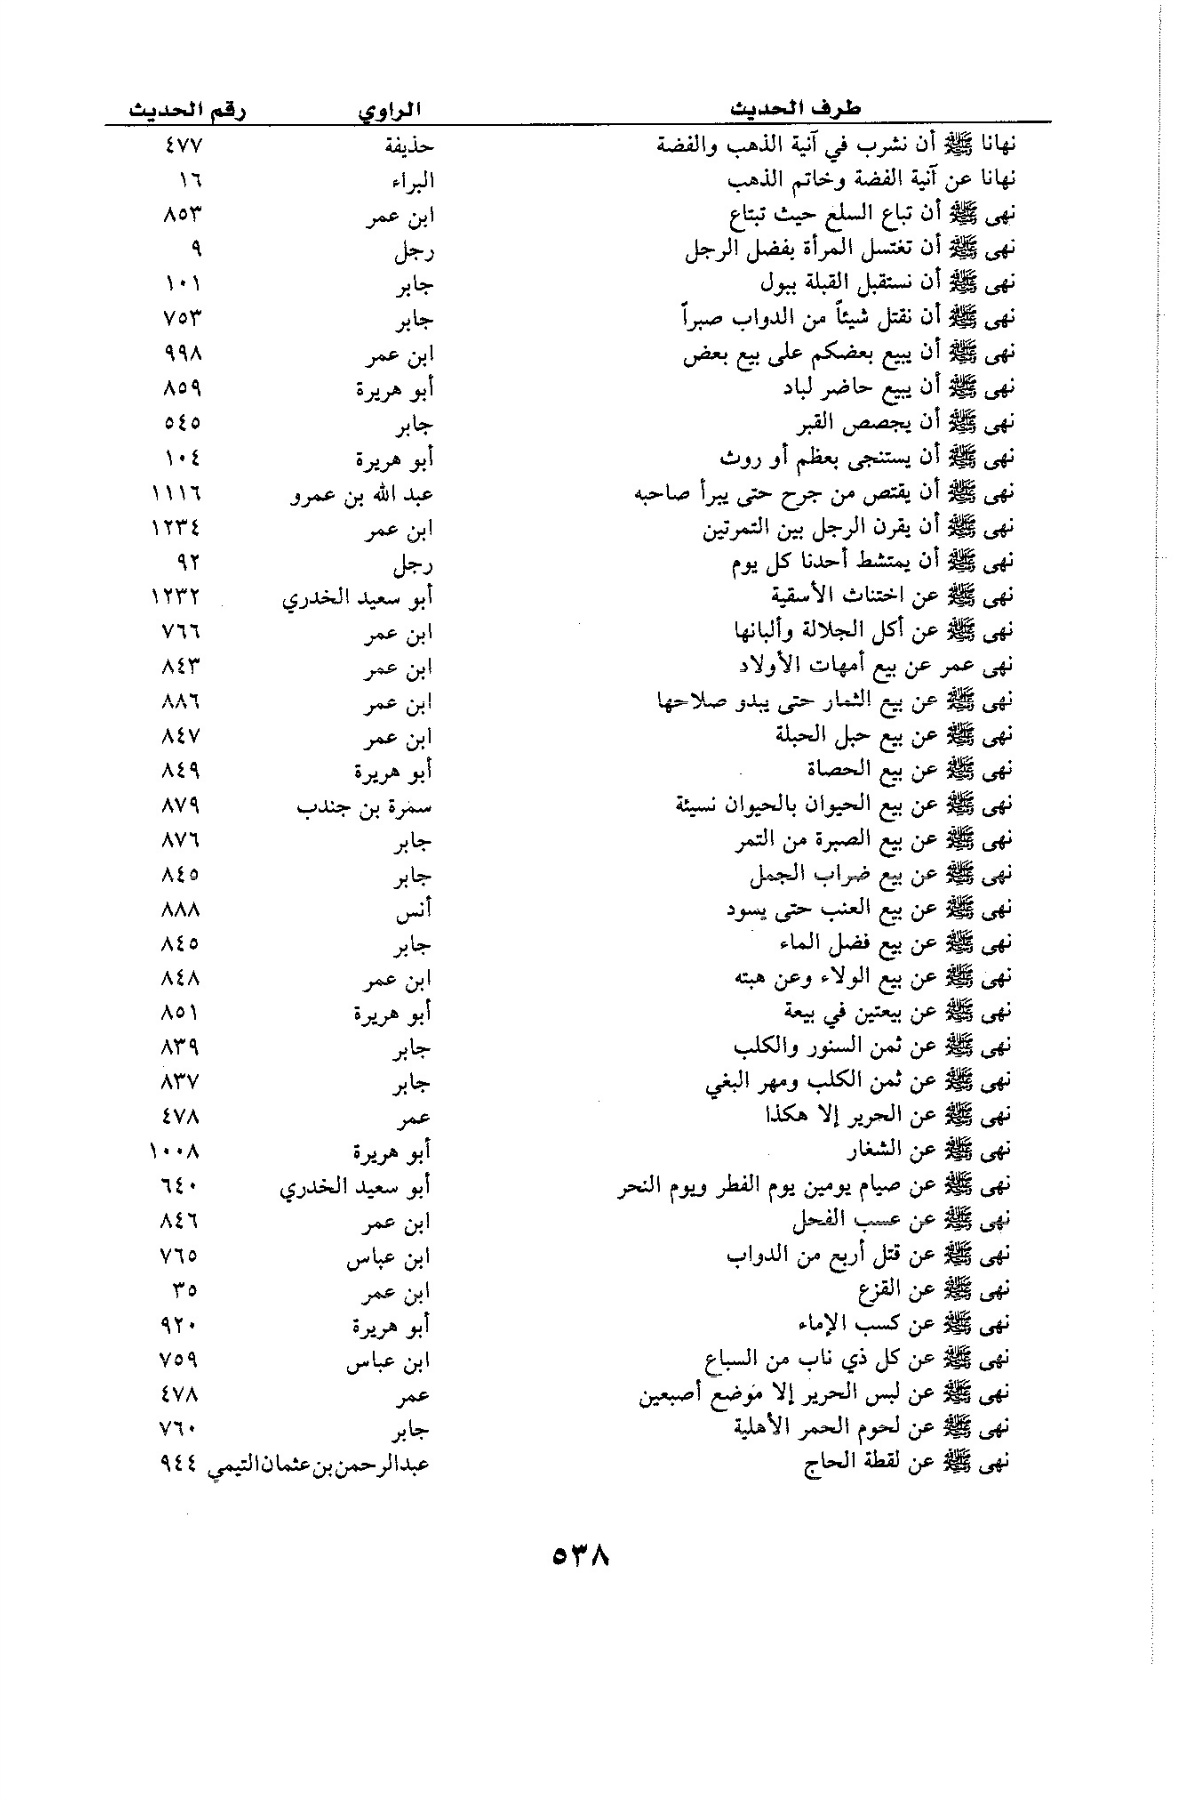 طرف الحديث الراوي رقم الحديث
نهانا ﷺ أن نشرب في آنية الذهب والفضة حذيفة ٤٧٧
نهانا عن آنية الفضة وخاتم الذهب البراء ١٦
نهى ﷺ أن تباع السلع حيث تبتاع ابن عمر ٨٥٣
نهى ﷺ أن تغتسل المرأة بفضل الرجل رجل ٩
نهى ﷺ أن نستقبل القبلة ببول جابر ١٠١
نهى ﷺ أن نقتل شيئاً من الدواب صبراً جابر ٧٥٣
نهى ﷺ أن يبيع بعضكم على بيع بعض ابن عمر ٩٩٨
نهى ﷺ أن يبيع حاضر لباد أبو هريرة ٨٥٩
نهى ﷺ أن يجصص القبر جابر ٥٤٥
نهى ﷺ أن يستنجى بعظم أو روث أبو هريرة ١٠٤
نهى ﷺ أن يقتص من جرح حتى يبرأ صاحبه عبد الله بن عمرو ١١١٦
نهى ﷺ أن يقرن الرجل بين التمرتين ابن عمر ١٢٣٤
نهى ﷺ أن يمتشط أحدنا كل يوم رجل ٩٢
نهى ﷺ عن اختناث الأسقية أبو سعيد الخدري ١٢٣٢
نهى ﷺ عن أكل الجلالة وألبانها ابن عمر ٧٦٦
نهى عمر عن بيع أمهات الأولاد ابن عمر ٨٤٣
نهى ﷺ عن بيع الثمار حتى يبدو صلاحها ابن عمر ٨٨٦
نهى ﷺ عن بيع حبل الحبلة ابن عمر ٨٤٧
نهى ﷺ عن بيع الحصاة أبو هريرة ٨٤٩
نهى ﷺ عن بيع الحيوان بالحيوان نسيئة سمرة بن جندب ٨٧٩
نهى ﷺ عن بيع الصبرة من التمر جابر ٨٧٦
نهى ﷺ عن بيع ضراب الجمل جابر ٨٤٥
نهى ﷺ عن بيع العنب حتى يسود أنس ٨٨٨
نهى ﷺ عن بيع فضل الماء جابر ٨٤٥
نهى ﷺ عن بيع الولاء وعن هبته ابن عمر ٨٤٨
نهى ﷺ عن بيعتين في بيعة أبو هريرة ٨٥١
نهى ﷺ عن ثمن السنور والكلب جابر ٨٣٩
نهى ﷺ عن ثمن الكلب ومهر البغي جابر ٨٣٧
نهى ﷺ عن الحرير إلا هكذا عمر ٤٧٨
نهى ﷺ عن الشغار أبو هريرة ١٠٠٨
نهى ﷺ عن صيام يومين يوم الفطر ويوم النحر أبو سعيد الخدري ٦٤٠
نهى ﷺ عن عسب الفحل ابن عمر ٨٤٦
نهى ﷺ عن قتل أربع من الدواب ابن عباس ٧٦٥
نهى ﷺ عن القزع ابن عمر ٣٥
نهى ﷺ عن كسب الإماء أبو هريرة ٩٢٠
نهى ﷺ عن كل ذي ناب من السباع ابن عباس ٧٥٩
نهى ﷺ عن لبس الحرير إلا موضع أصبعين عمر ٤٧٨
نهى ﷺ عن لحوم الحمر الأهلية جابر ٧٦٠
نهى ﷺ عن لقطة الحاج عبدالرحمن بن عثمان التيمي ٩٤٤
٥٣٨